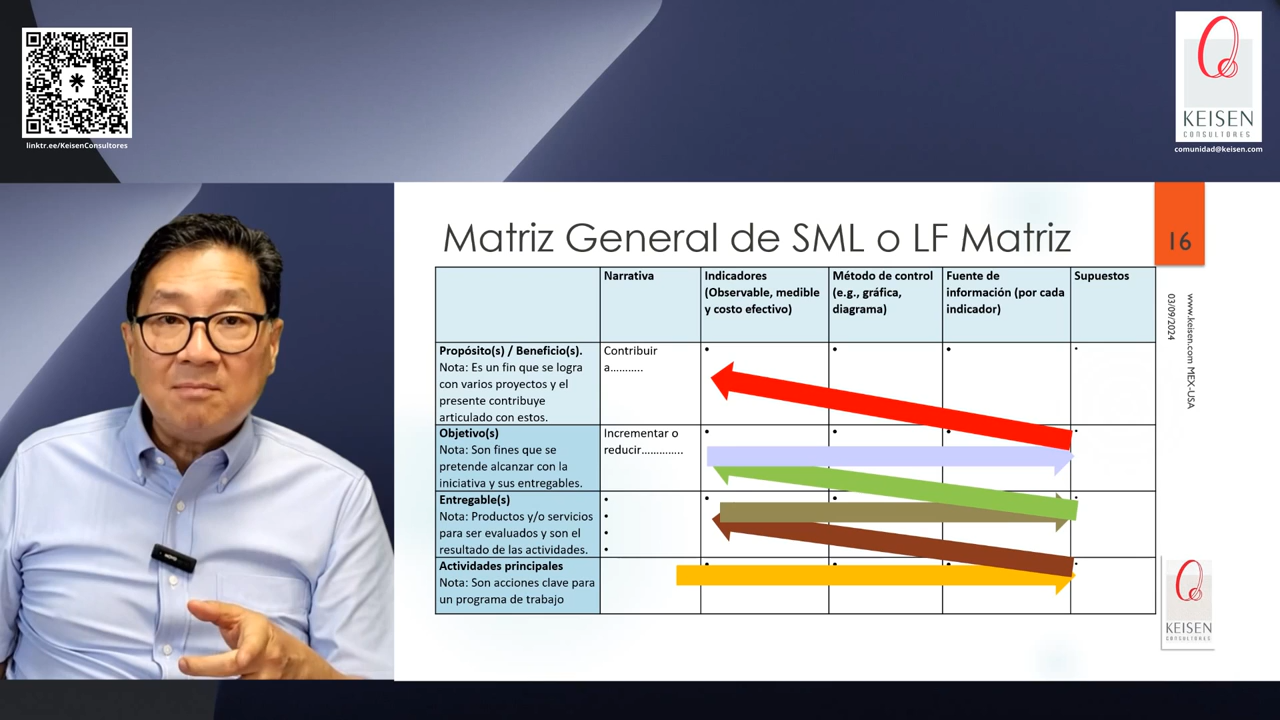 linktr.ee/KeisenConsultores
KEISEN
CONSULTORES
comunidad@keisen.com
Matriz General de SML o LF Matriz
16
03/09/2024
www.keisen.com MEX-USA
Narrativa
Indicadores
(Observable, medible
y costo efectivo)
Método de control
(e.g., gráfica,
diagrama)
Fuente de
información (por cada
indicador)
Supuestos
Propósito(s) / Beneficio(s).
Nota: Es un fin que se logra
con varios proyectos y el
presente contribuye
articulado con estos.
Contribuir
a..........
Objetivo(s)
Nota: Son fines que se
pretende alcanzar con la
iniciativa y sus entregables.
Incrementar o
reducir.............
Entregable(s)
Nota: Productos y/o servicios
para ser evaluados y son el
resultado de las actividades.
Actividades principales
Nota: Son acciones clave para
un programa de trabajo
KEISEN
CONSULTORES